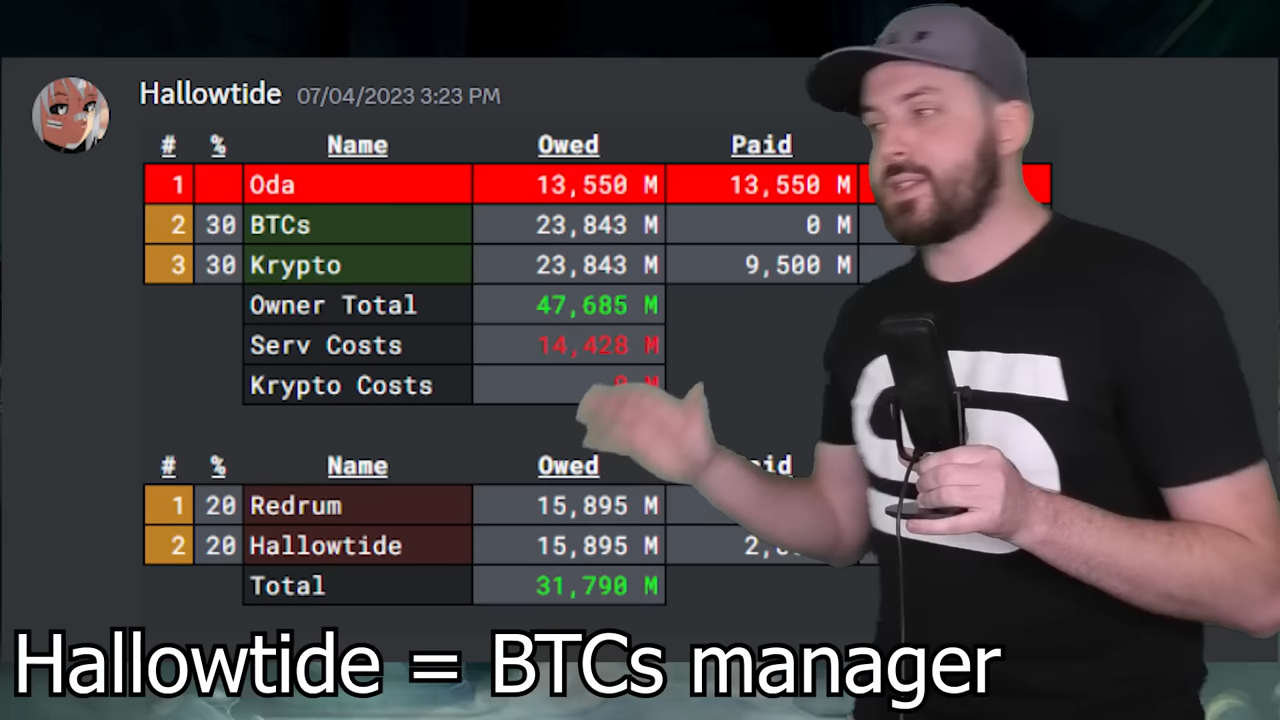 Hallowtide 07/04/2023 3:23 PM
# % Name Owed Paid
1 Oda 13,550 M 13,550 M
2 30 BTCs 23,843 M 0 M
3 30 Krypto 23,843 M 9,500 M
Owner Total 47,685 M
Serv Costs 14,428 M
Krypto Costs M
# % Name Owed
1 20 Redrum 15,895 M
2 20 Hallowtide 15,895 M
Total 31,790 M
Hallowtide = BTCs manager